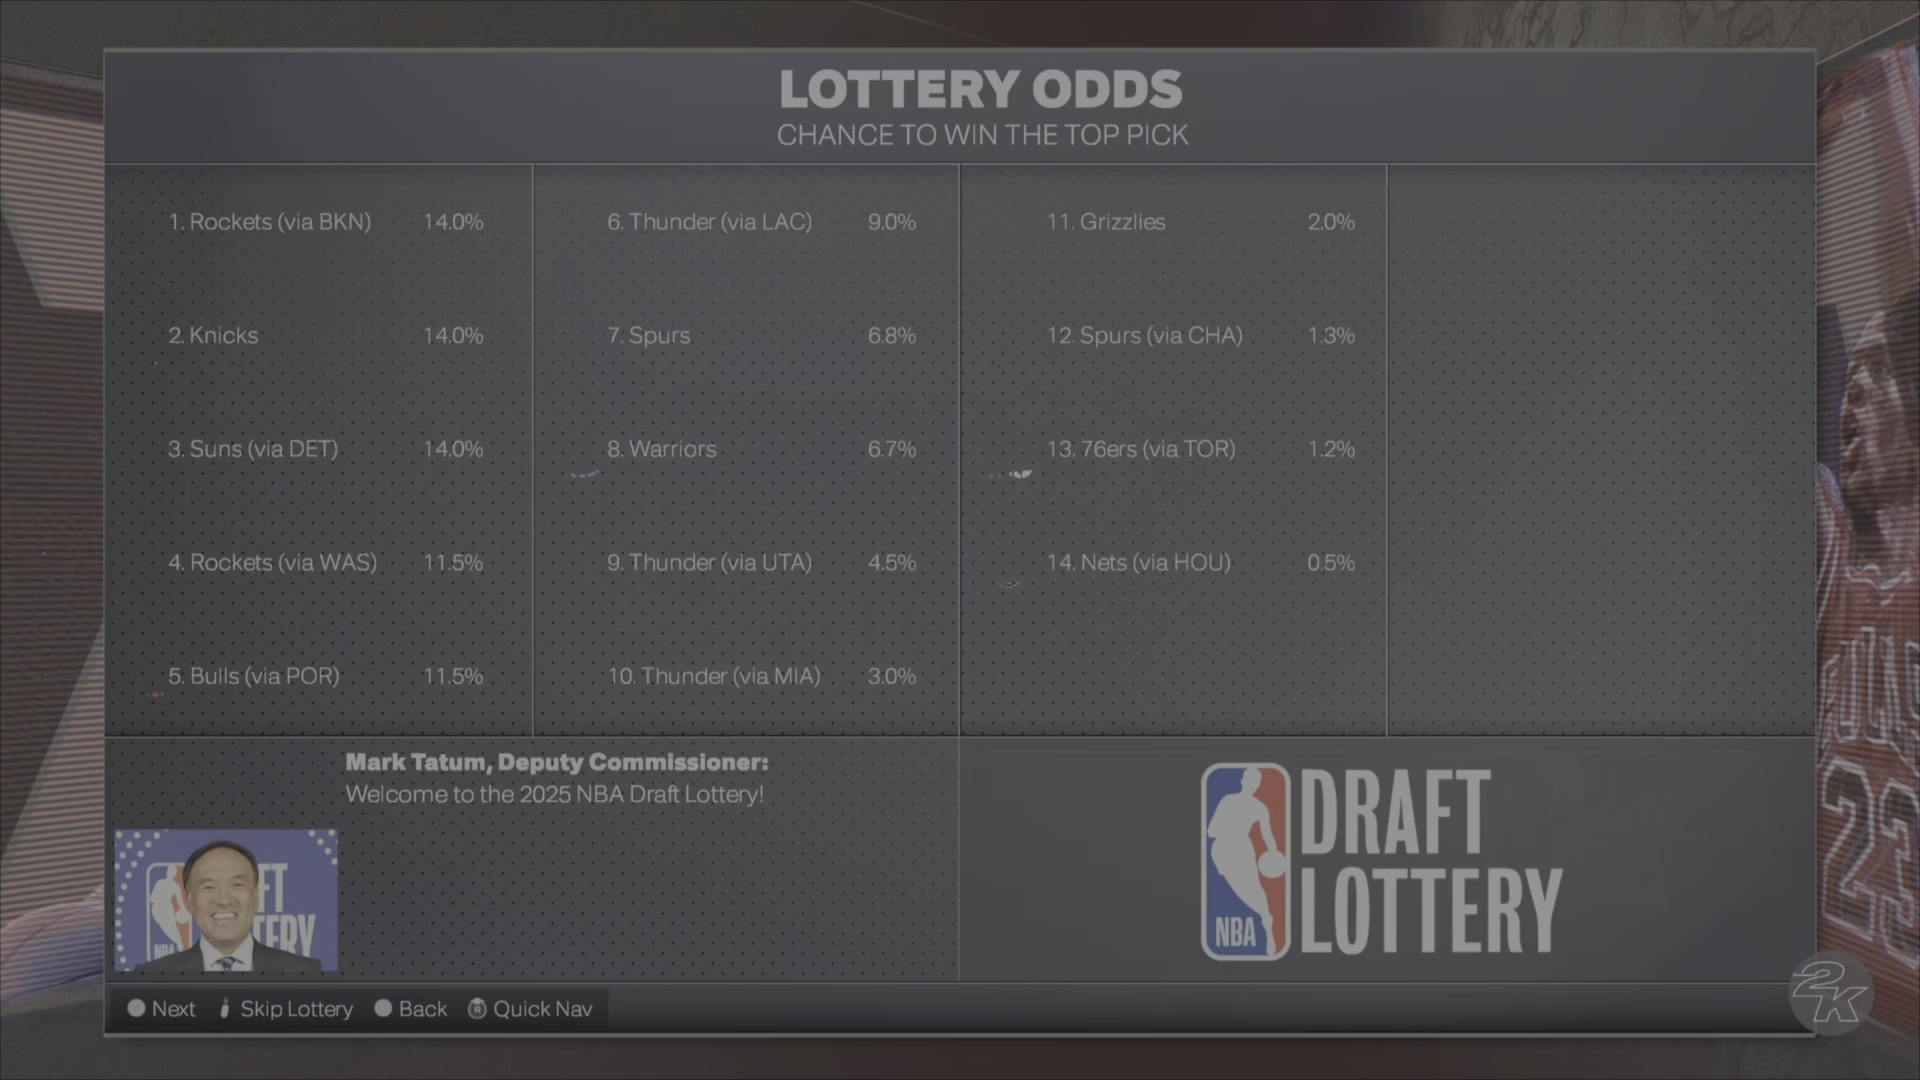 LOTTERY ODDS
CHANCE TO WIN THE TOP PICK
1. Rockets (via BKN) 14.0%
2. Knicks 14.0%
3. Suns (via DET) 14.0%
4. Rockets (via WAS) 11.5%
5. Bulls (via POR) 11.5%
6. Thunder (via LAC) 9.0%
7. Spurs 6.8%
8. Warriors 6.7%
9. Thunder (via UTA) 4.5%
10. Thunder (via MIA) 3.0%
11. Grizzlies 2.0%
12. Spurs (via CHA) 1.3%
13. 76ers (via TOR) 1.2%
14. Nets (via HOU) 0.5%
Mark Tatum, Deputy Commissioner:
Welcome to the 2025 NBA Draft Lottery!
NBA
DRAFT
LOTTERY
Next Skip Lottery Back R Quick Nav
2K
23